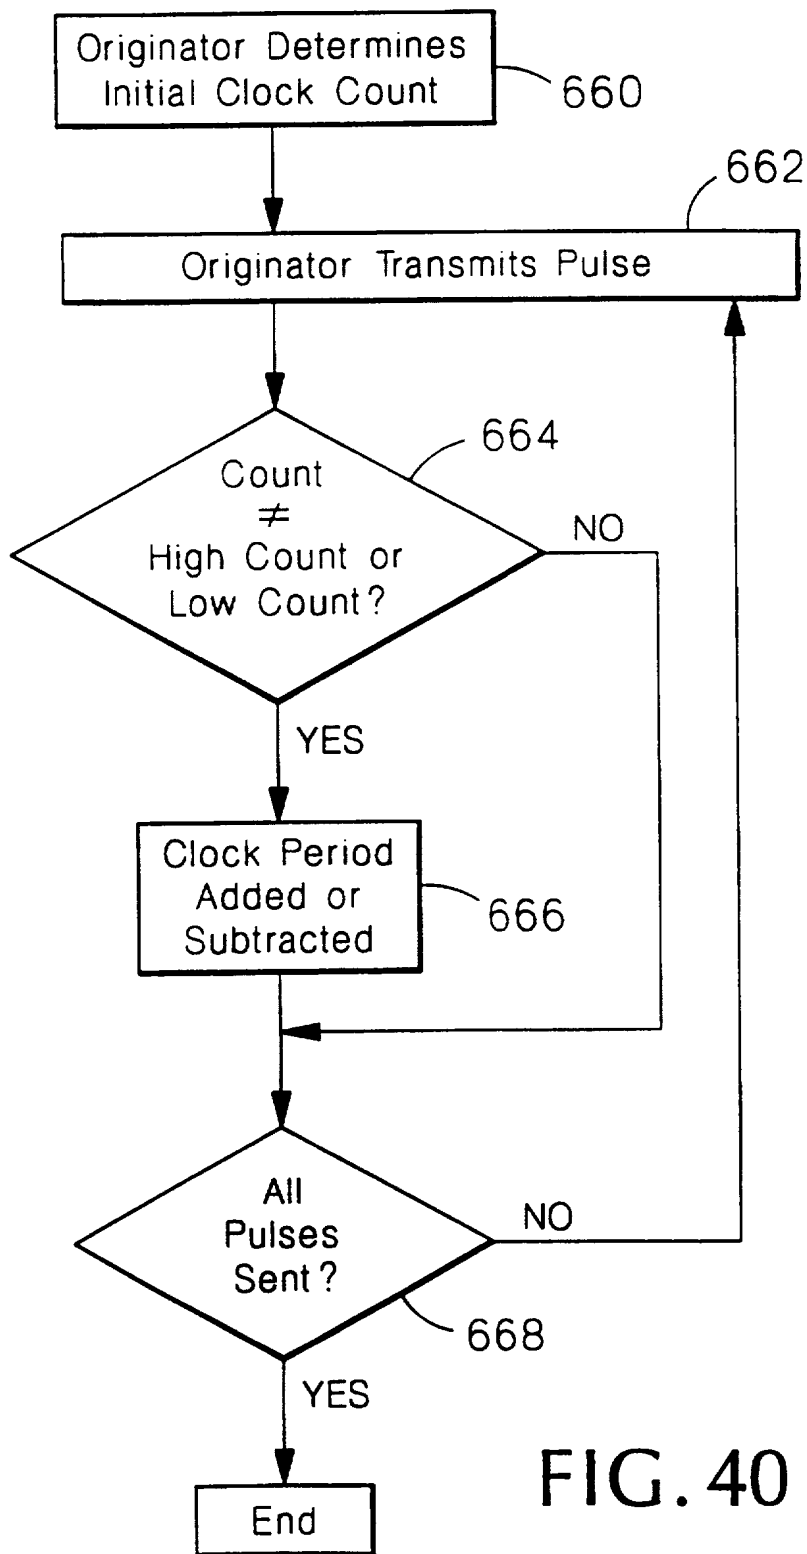 Originator Determines
Initial Clock Count
660
662
Originator Transmits Pulse
664
Count
≠
High Count or
Low Count?
NO
YES
Clock Period
Added or
Subtracted
666
All
Pulses
Sent?
NO
668
YES
End
FIG. 40